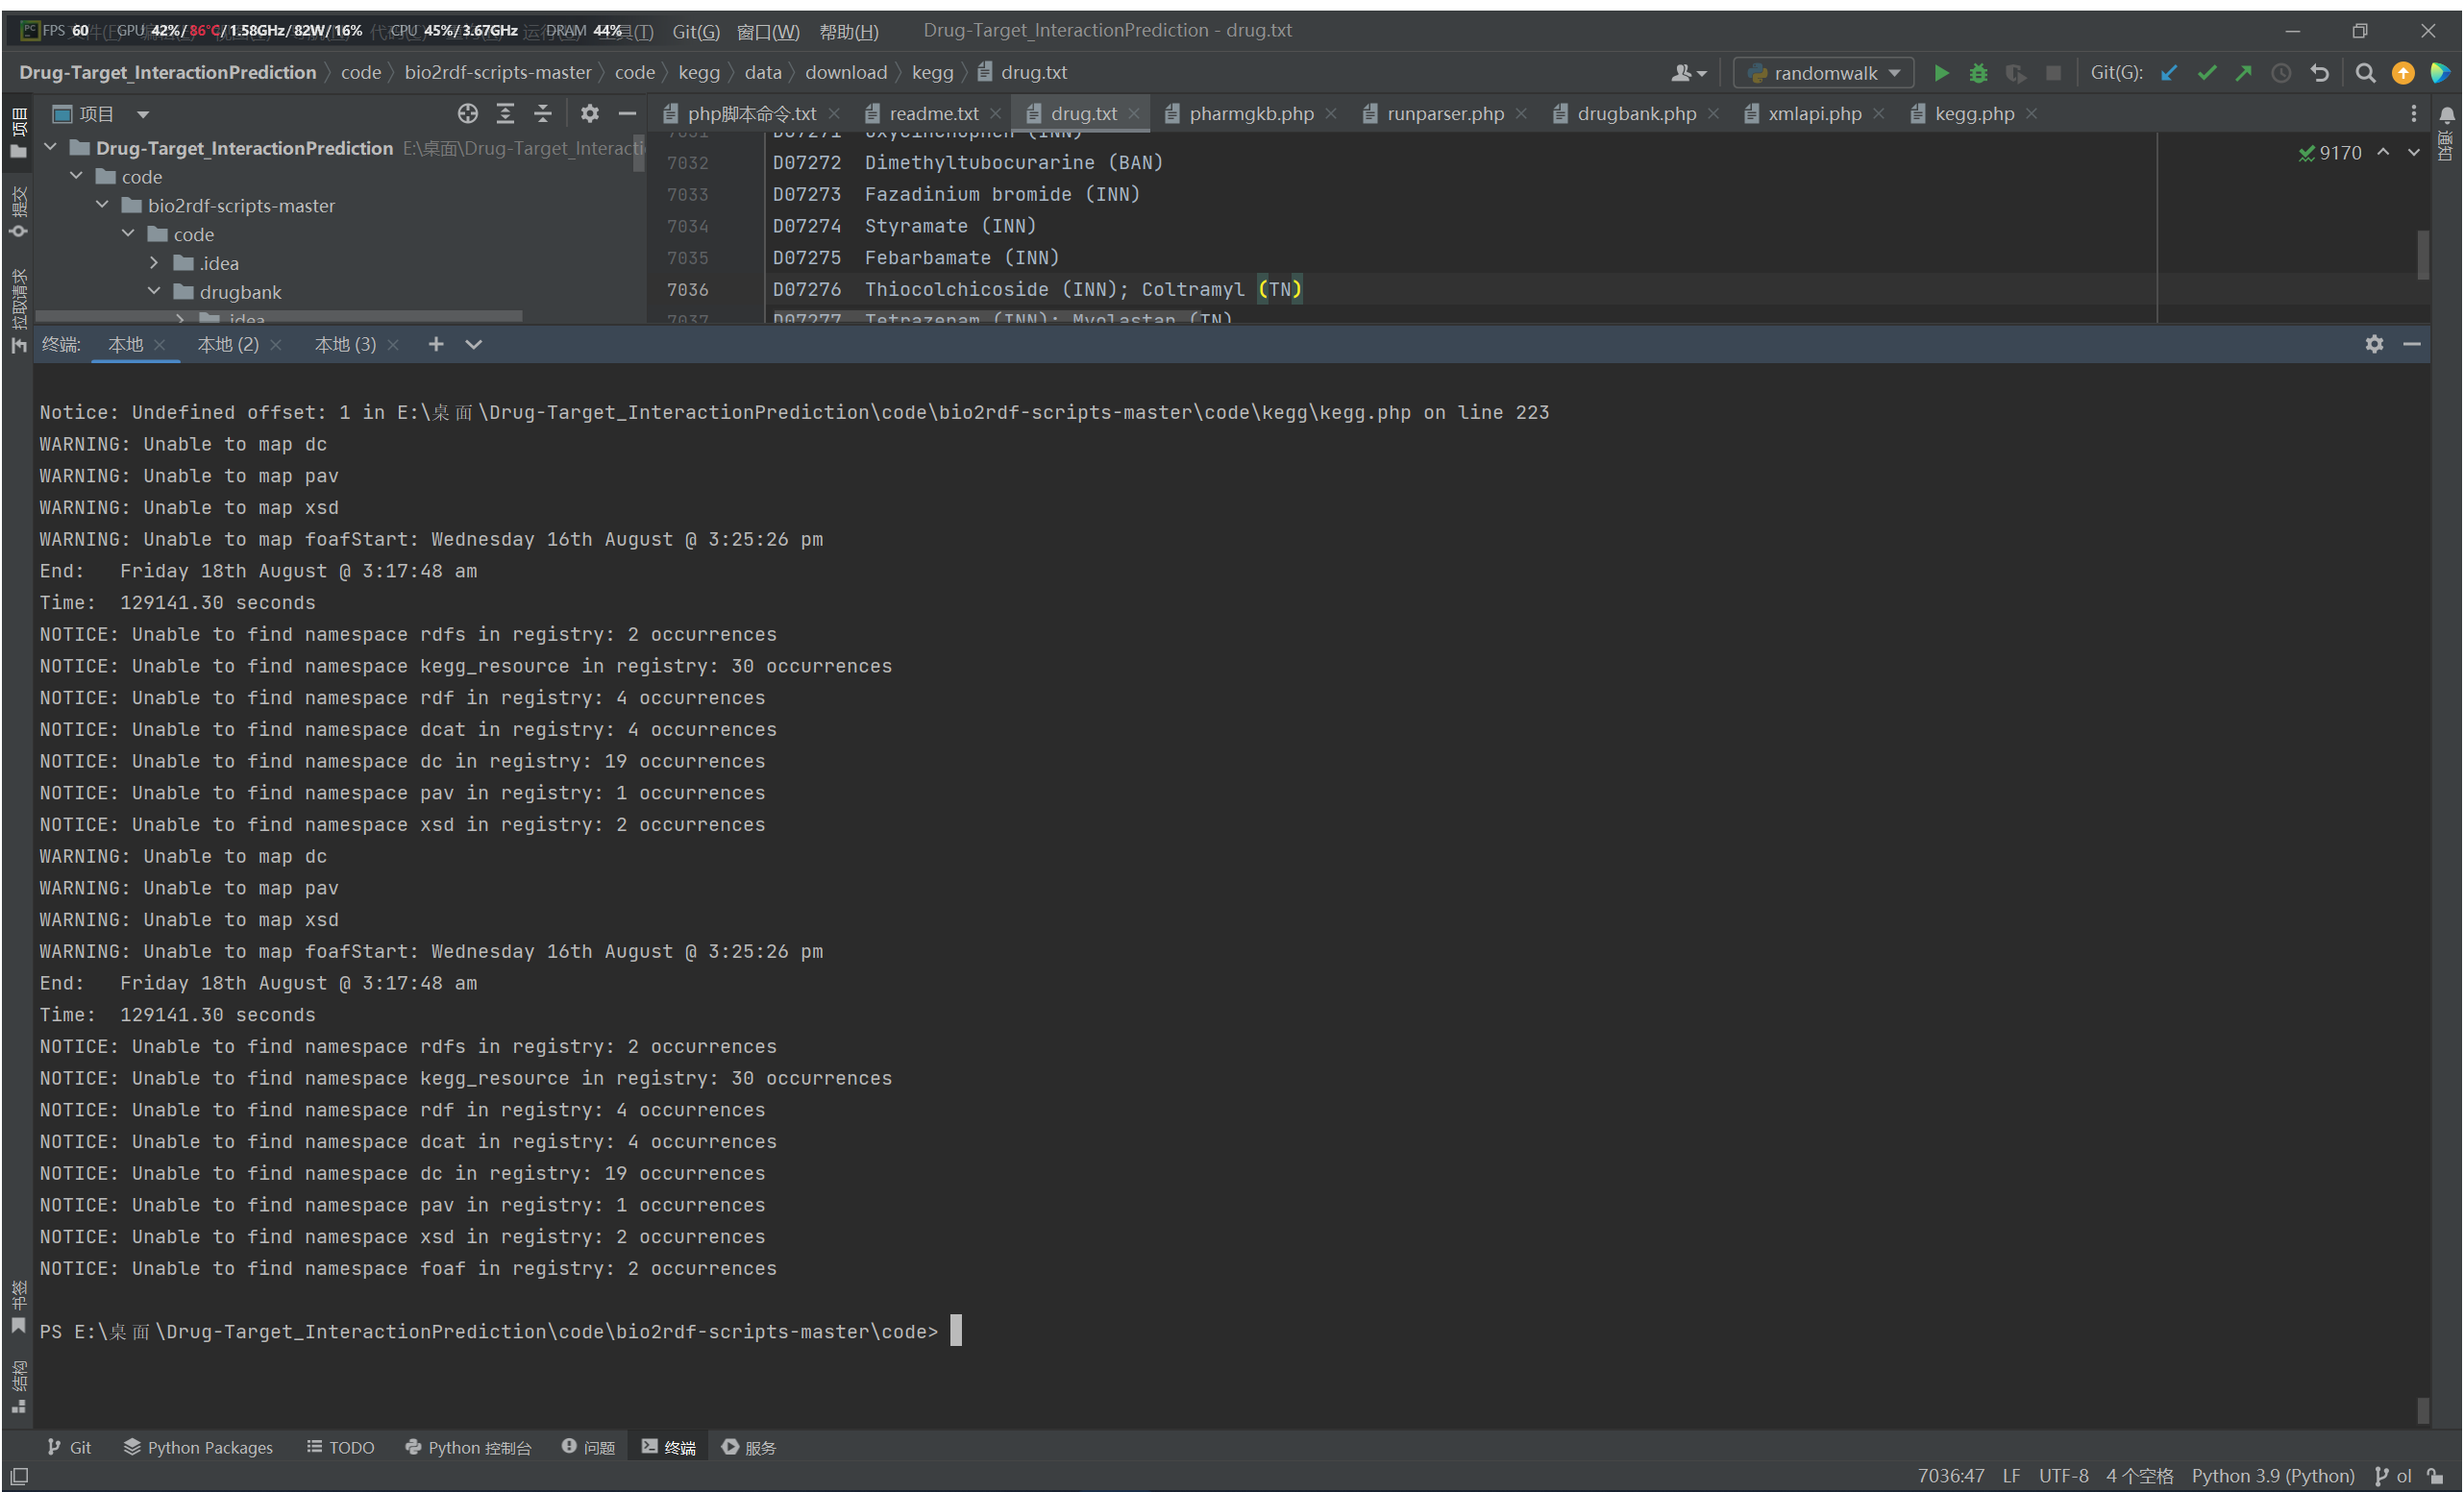 FPS 60 GPU 42%/86°C/1.58GHz/82W/16% CPU 45%/3.67GHz DRAM 44% (T) Git(G) 窗口(W) 帮助(H) Drug-Target_InteractionPrediction - drug.txt
Drug-Target_InteractionPrediction code bio2rdf-scripts-master code kegg data download kegg drug.txt randomwalk Git(G):
项目 php脚本命令.txt readme.txt drug.txt pharmgkb.php runparser.php drugbank.php xmlapi.php kegg.php
项目
提交
拉取请求
书签
结构
通知
Drug-Target_InteractionPrediction E:\桌面\Drug-Target_Interacti
code
bio2rdf-scripts-master
code
.idea
drugbank
.idea
7031 D07271 Oxycinchophen (INN)
7032 D07272 Dimethyltubocurarine (BAN)
7033 D07273 Fazadinium bromide (INN)
7034 D07274 Styramate (INN)
7035 D07275 Febarbamate (INN)
7036 D07276 Thiocolchicoside (INN); Coltramyl (TN)
7037 D07277 Tetrazepam (INN); Myolastan (TN)
9170
终端: 本地 本地 (2) 本地 (3)
Notice: Undefined offset: 1 in E:\桌面\Drug-Target_InteractionPrediction\code\bio2rdf-scripts-master\code\kegg\kegg.php on line 223
WARNING: Unable to map dc
WARNING: Unable to map pav
WARNING: Unable to map xsd
WARNING: Unable to map foafStart: Wednesday 16th August @ 3:25:26 pm
End: Friday 18th August @ 3:17:48 am
Time: 129141.30 seconds
NOTICE: Unable to find namespace rdfs in registry: 2 occurrences
NOTICE: Unable to find namespace kegg_resource in registry: 30 occurrences
NOTICE: Unable to find namespace rdf in registry: 4 occurrences
NOTICE: Unable to find namespace dcat in registry: 4 occurrences
NOTICE: Unable to find namespace dc in registry: 19 occurrences
NOTICE: Unable to find namespace pav in registry: 1 occurrences
NOTICE: Unable to find namespace xsd in registry: 2 occurrences
WARNING: Unable to map dc
WARNING: Unable to map pav
WARNING: Unable to map xsd
WARNING: Unable to map foafStart: Wednesday 16th August @ 3:25:26 pm
End: Friday 18th August @ 3:17:48 am
Time: 129141.30 seconds
NOTICE: Unable to find namespace rdfs in registry: 2 occurrences
NOTICE: Unable to find namespace kegg_resource in registry: 30 occurrences
NOTICE: Unable to find namespace rdf in registry: 4 occurrences
NOTICE: Unable to find namespace dcat in registry: 4 occurrences
NOTICE: Unable to find namespace dc in registry: 19 occurrences
NOTICE: Unable to find namespace pav in registry: 1 occurrences
NOTICE: Unable to find namespace xsd in registry: 2 occurrences
NOTICE: Unable to find namespace foaf in registry: 2 occurrences
PS E:\桌面\Drug-Target_InteractionPrediction\code\bio2rdf-scripts-master\code>
Git Python Packages TODO Python 控制台 问题 终端 服务
7036:47 LF UTF-8 4 个空格 Python 3.9 (Python) ol